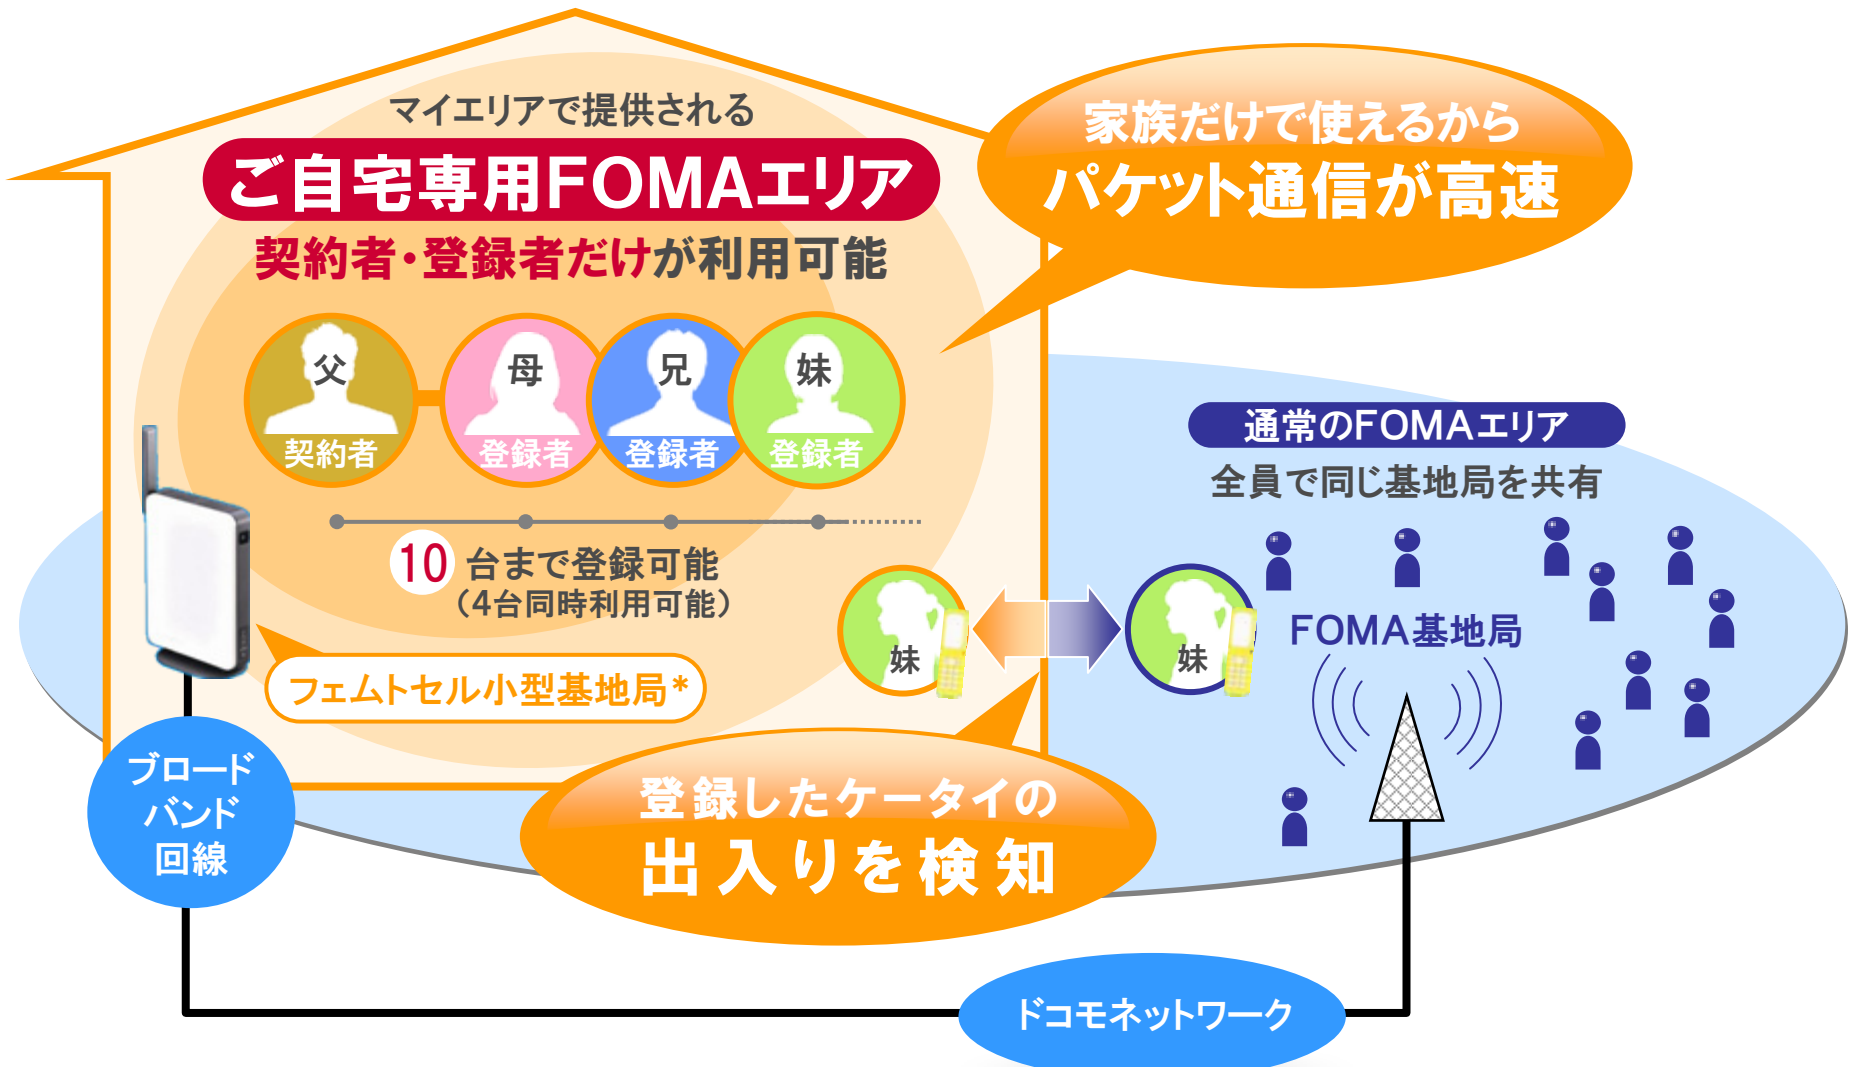 マイエリアで提供される
ご自宅専用FOMAエリア
契約者・登録者だけが利用可能
家族だけで使えるから
パケット通信が高速
父
契約者
母
登録者
兄
登録者
妹
登録者
10台まで登録可能
（4台同時利用可能）
フェムトセル小型基地局*
妹
妹
通常のFOMAエリア
全員で同じ基地局を共有
FOMA基地局
登録したケータイの
出入りを検知
ブロード
バンド
回線
ドコモネットワーク